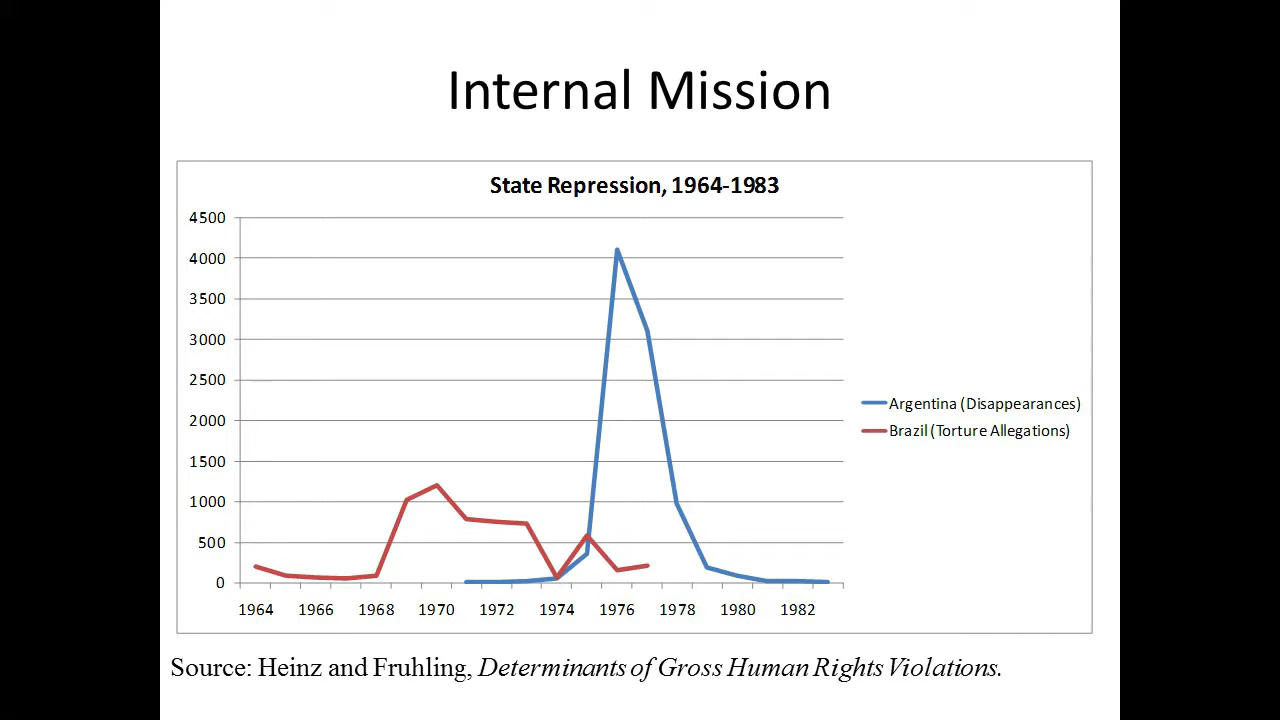 Internal Mission
State Repression, 1964-1983
4500
4000
3500
3000
2500
2000
1500
1000
500
0
1964 1966 1968 1970 1972 1974 1976 1978 1980 1982
Argentina (Disappearances)
Brazil (Torture Allegations)
Source: Heinz and Fruhling, Determinants of Gross Human Rights Violations.